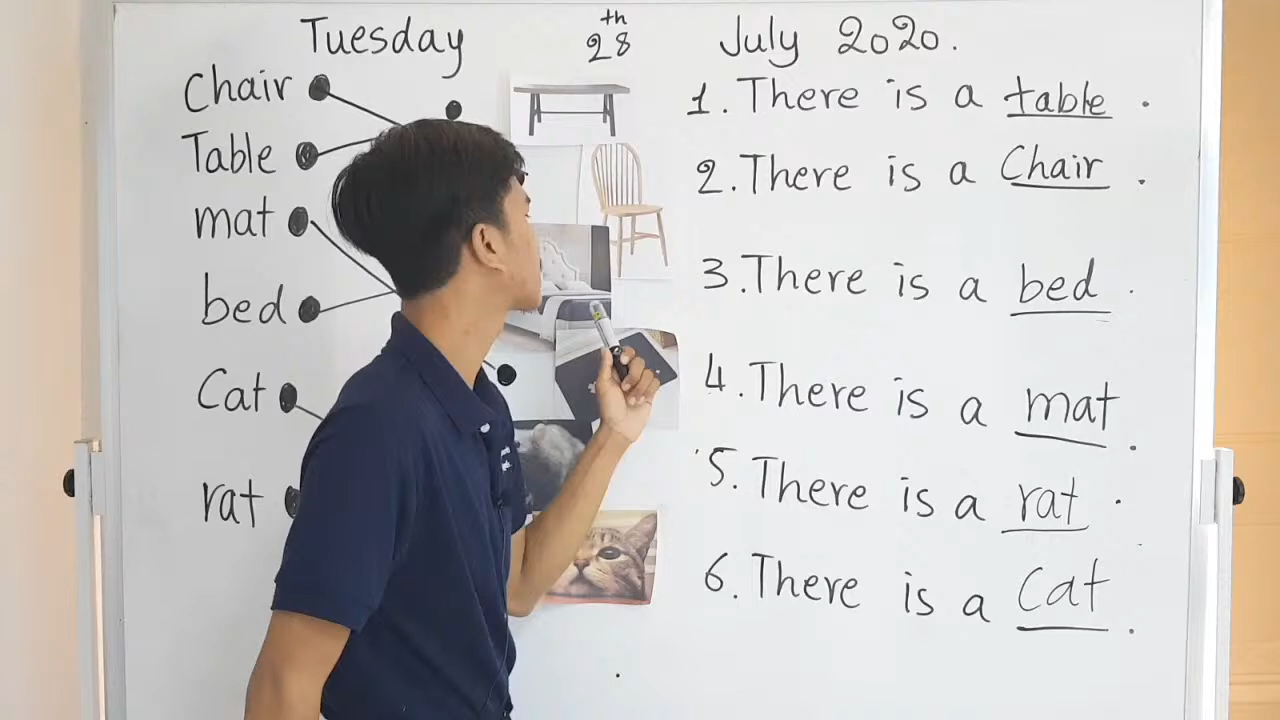 Tuesday 28th July 2020.
Chair
Table
mat
bed
Cat
rat
1. There is a table.
2. There is a Chair.
3. There is a bed.
4. There is a mat.
5. There is a rat.
6. There is a Cat.